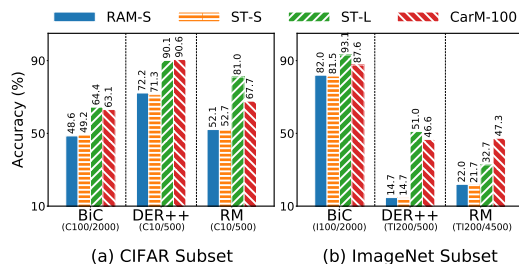 RAM-S ST-S ST-L CarM-100
Accuracy (%)
90
50
10
48.6 49.2 64.4 63.1
72.2 71.3 90.1 90.6
52.1 52.7 81.0 67.7
BiC DER++ RM
(C100/2000) (C10/500) (C10/500)
(a) CIFAR Subset
90
50
10
82.0 81.5 93.1 87.6
14.7 14.7 51.0 46.6
22.0 21.7 32.7 47.3
BiC DER++ RM
(I100/2000) (TI200/500) (TI200/4500)
(b) ImageNet Subset